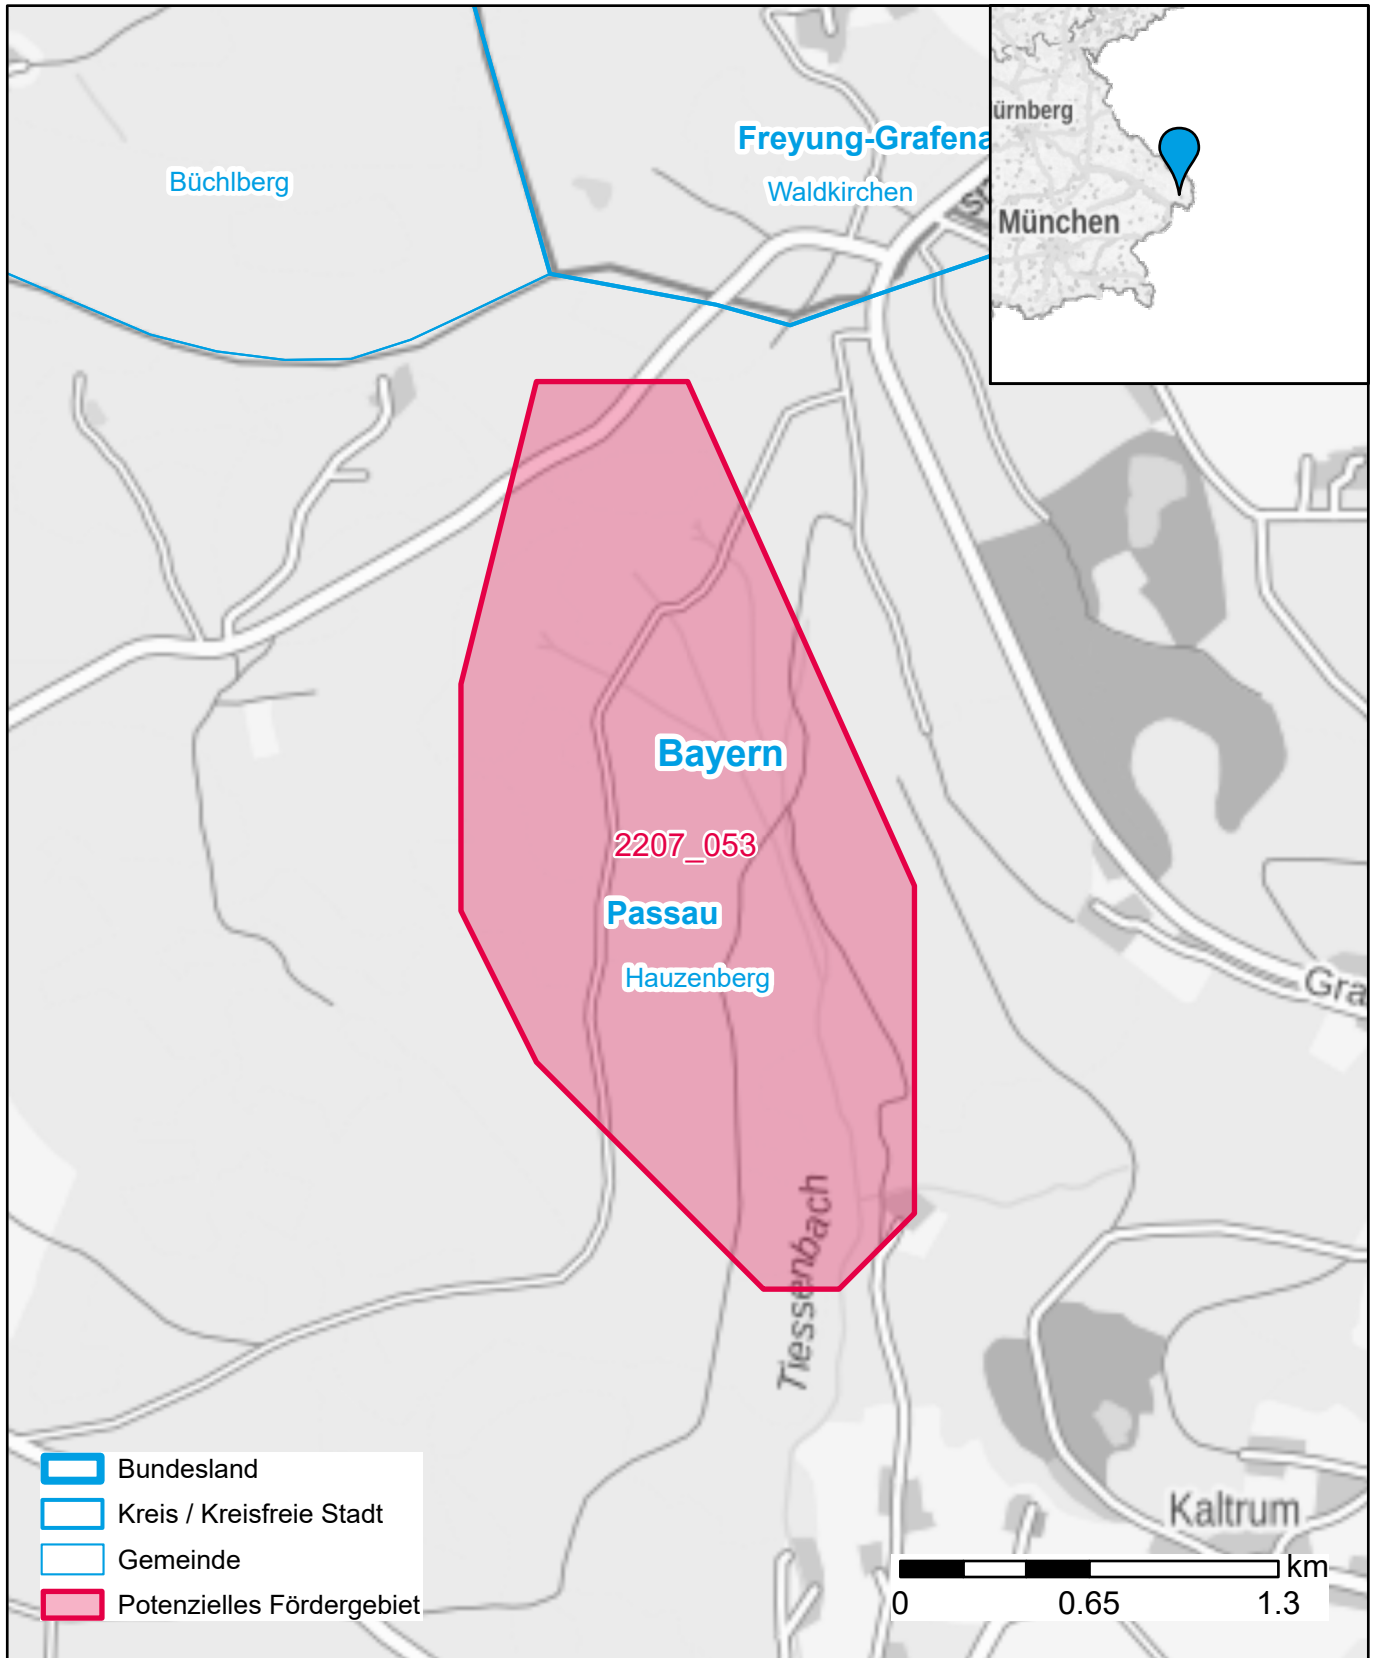 Freyung-Grafena
Büchlberg
Waldkirchen
ürnberg
München
Bayern
2207_053
Passau
Hauzenberg
Gra
Tiessenbach
Kaltrum
Bundesland
Kreis / Kreisfreie Stadt
Gemeinde
Potenzielles Fördergebiet
km
0 0.65 1.3